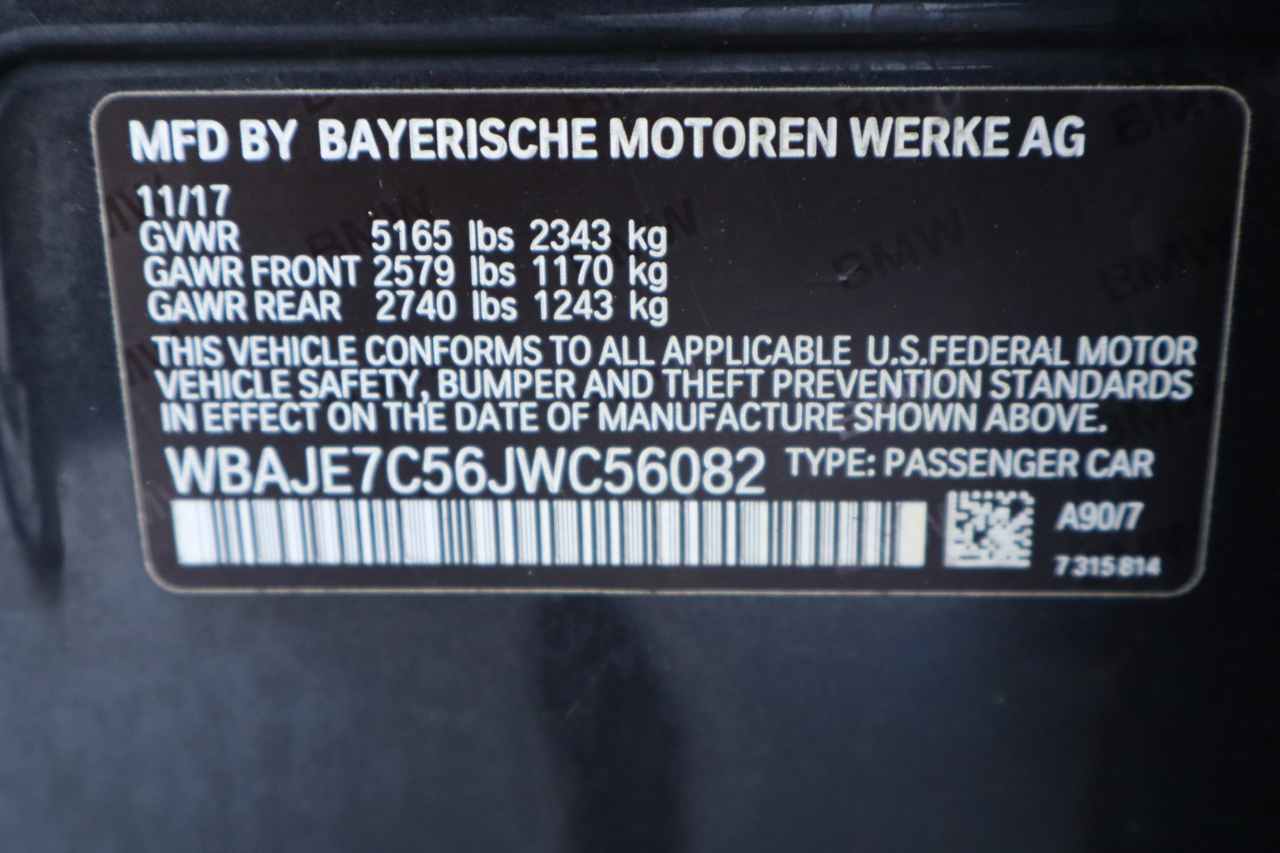 MFD BY BAYERISCHE MOTOREN WERKE AG
11/17
GVWR 5165 lbs 2343 kg
GAWR FRONT 2579 lbs 1170 kg
GAWR REAR 2740 lbs 1243 kg
THIS VEHICLE CONFORMS TO ALL APPLICABLE U.S.FEDERAL MOTOR
VEHICLE SAFETY, BUMPER AND THEFT PREVENTION STANDARDS
IN EFFECT ON THE DATE OF MANUFACTURE SHOWN ABOVE.
WBAJE7C56JWC56082 TYPE: PASSENGER CAR
A90/7
7315814